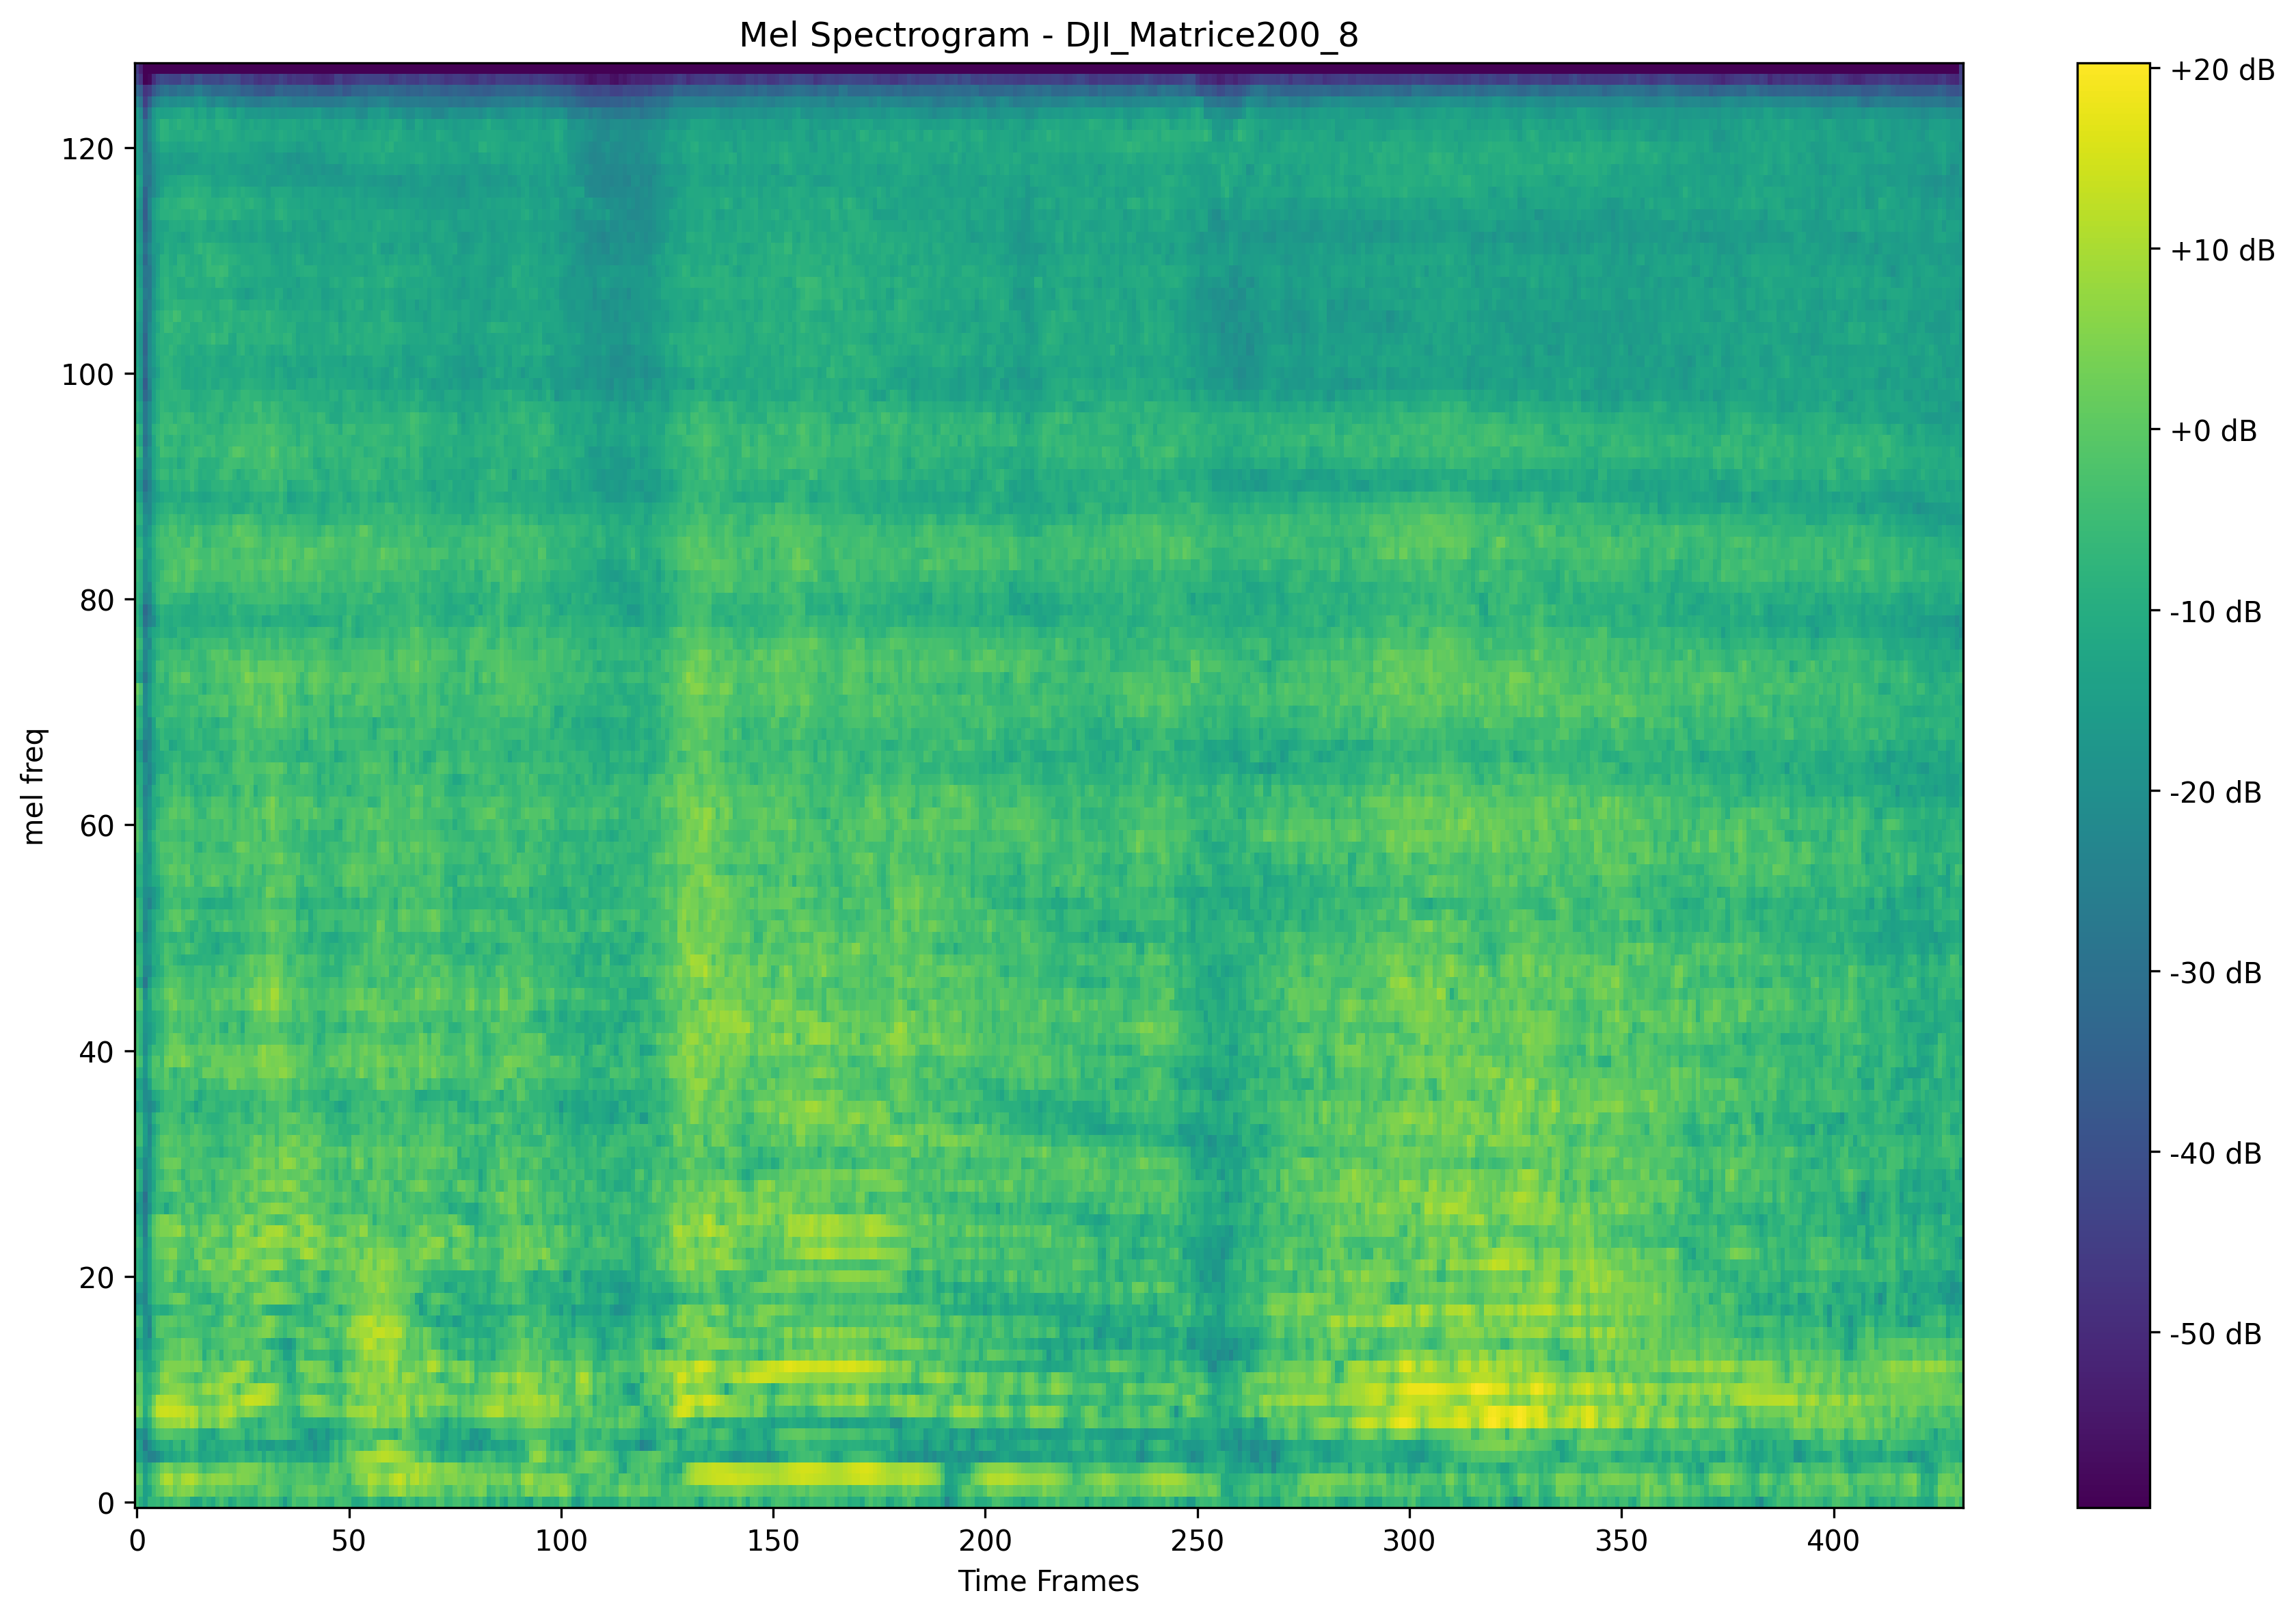 Mel Spectrogram - DJI_Matrice200_8
mel freq
120
100
80
60
40
20
0
0 50 100 150 200 250 300 350 400
Time Frames
+20 dB
+10 dB
+0 dB
-10 dB
-20 dB
-30 dB
-40 dB
-50 dB